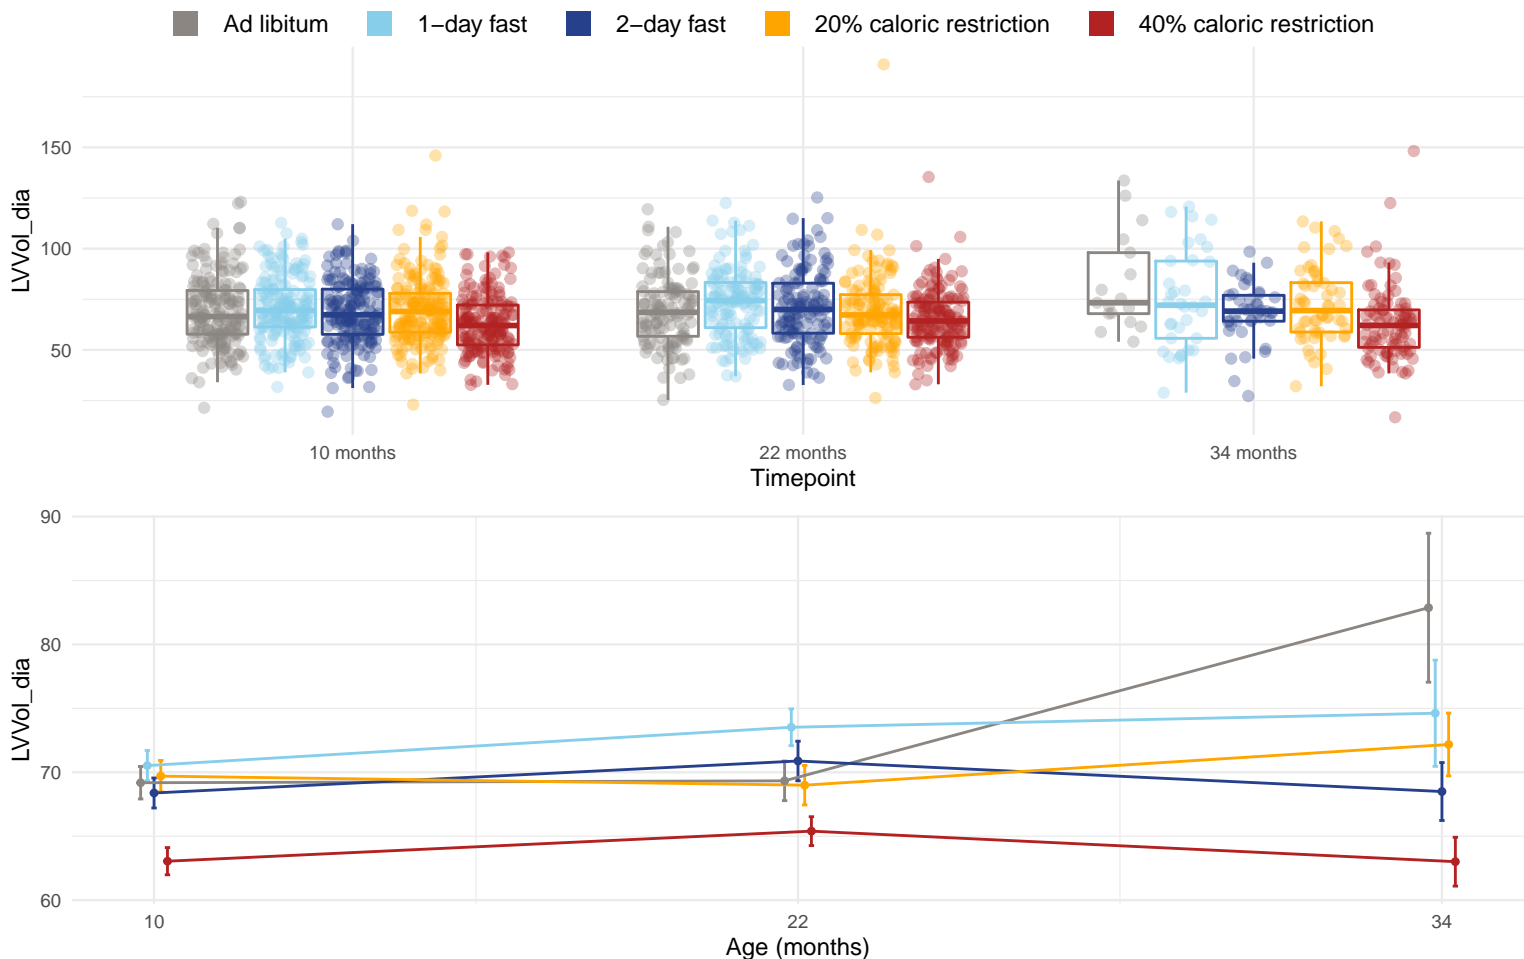 Ad libitum 1−day fast 2−day fast 20% caloric restriction 40% caloric restriction
150
100
50
LVVol_dia
10 months 22 months 34 months
Timepoint
90
80
70
60
LVVol_dia
10 22 34
Age (months)